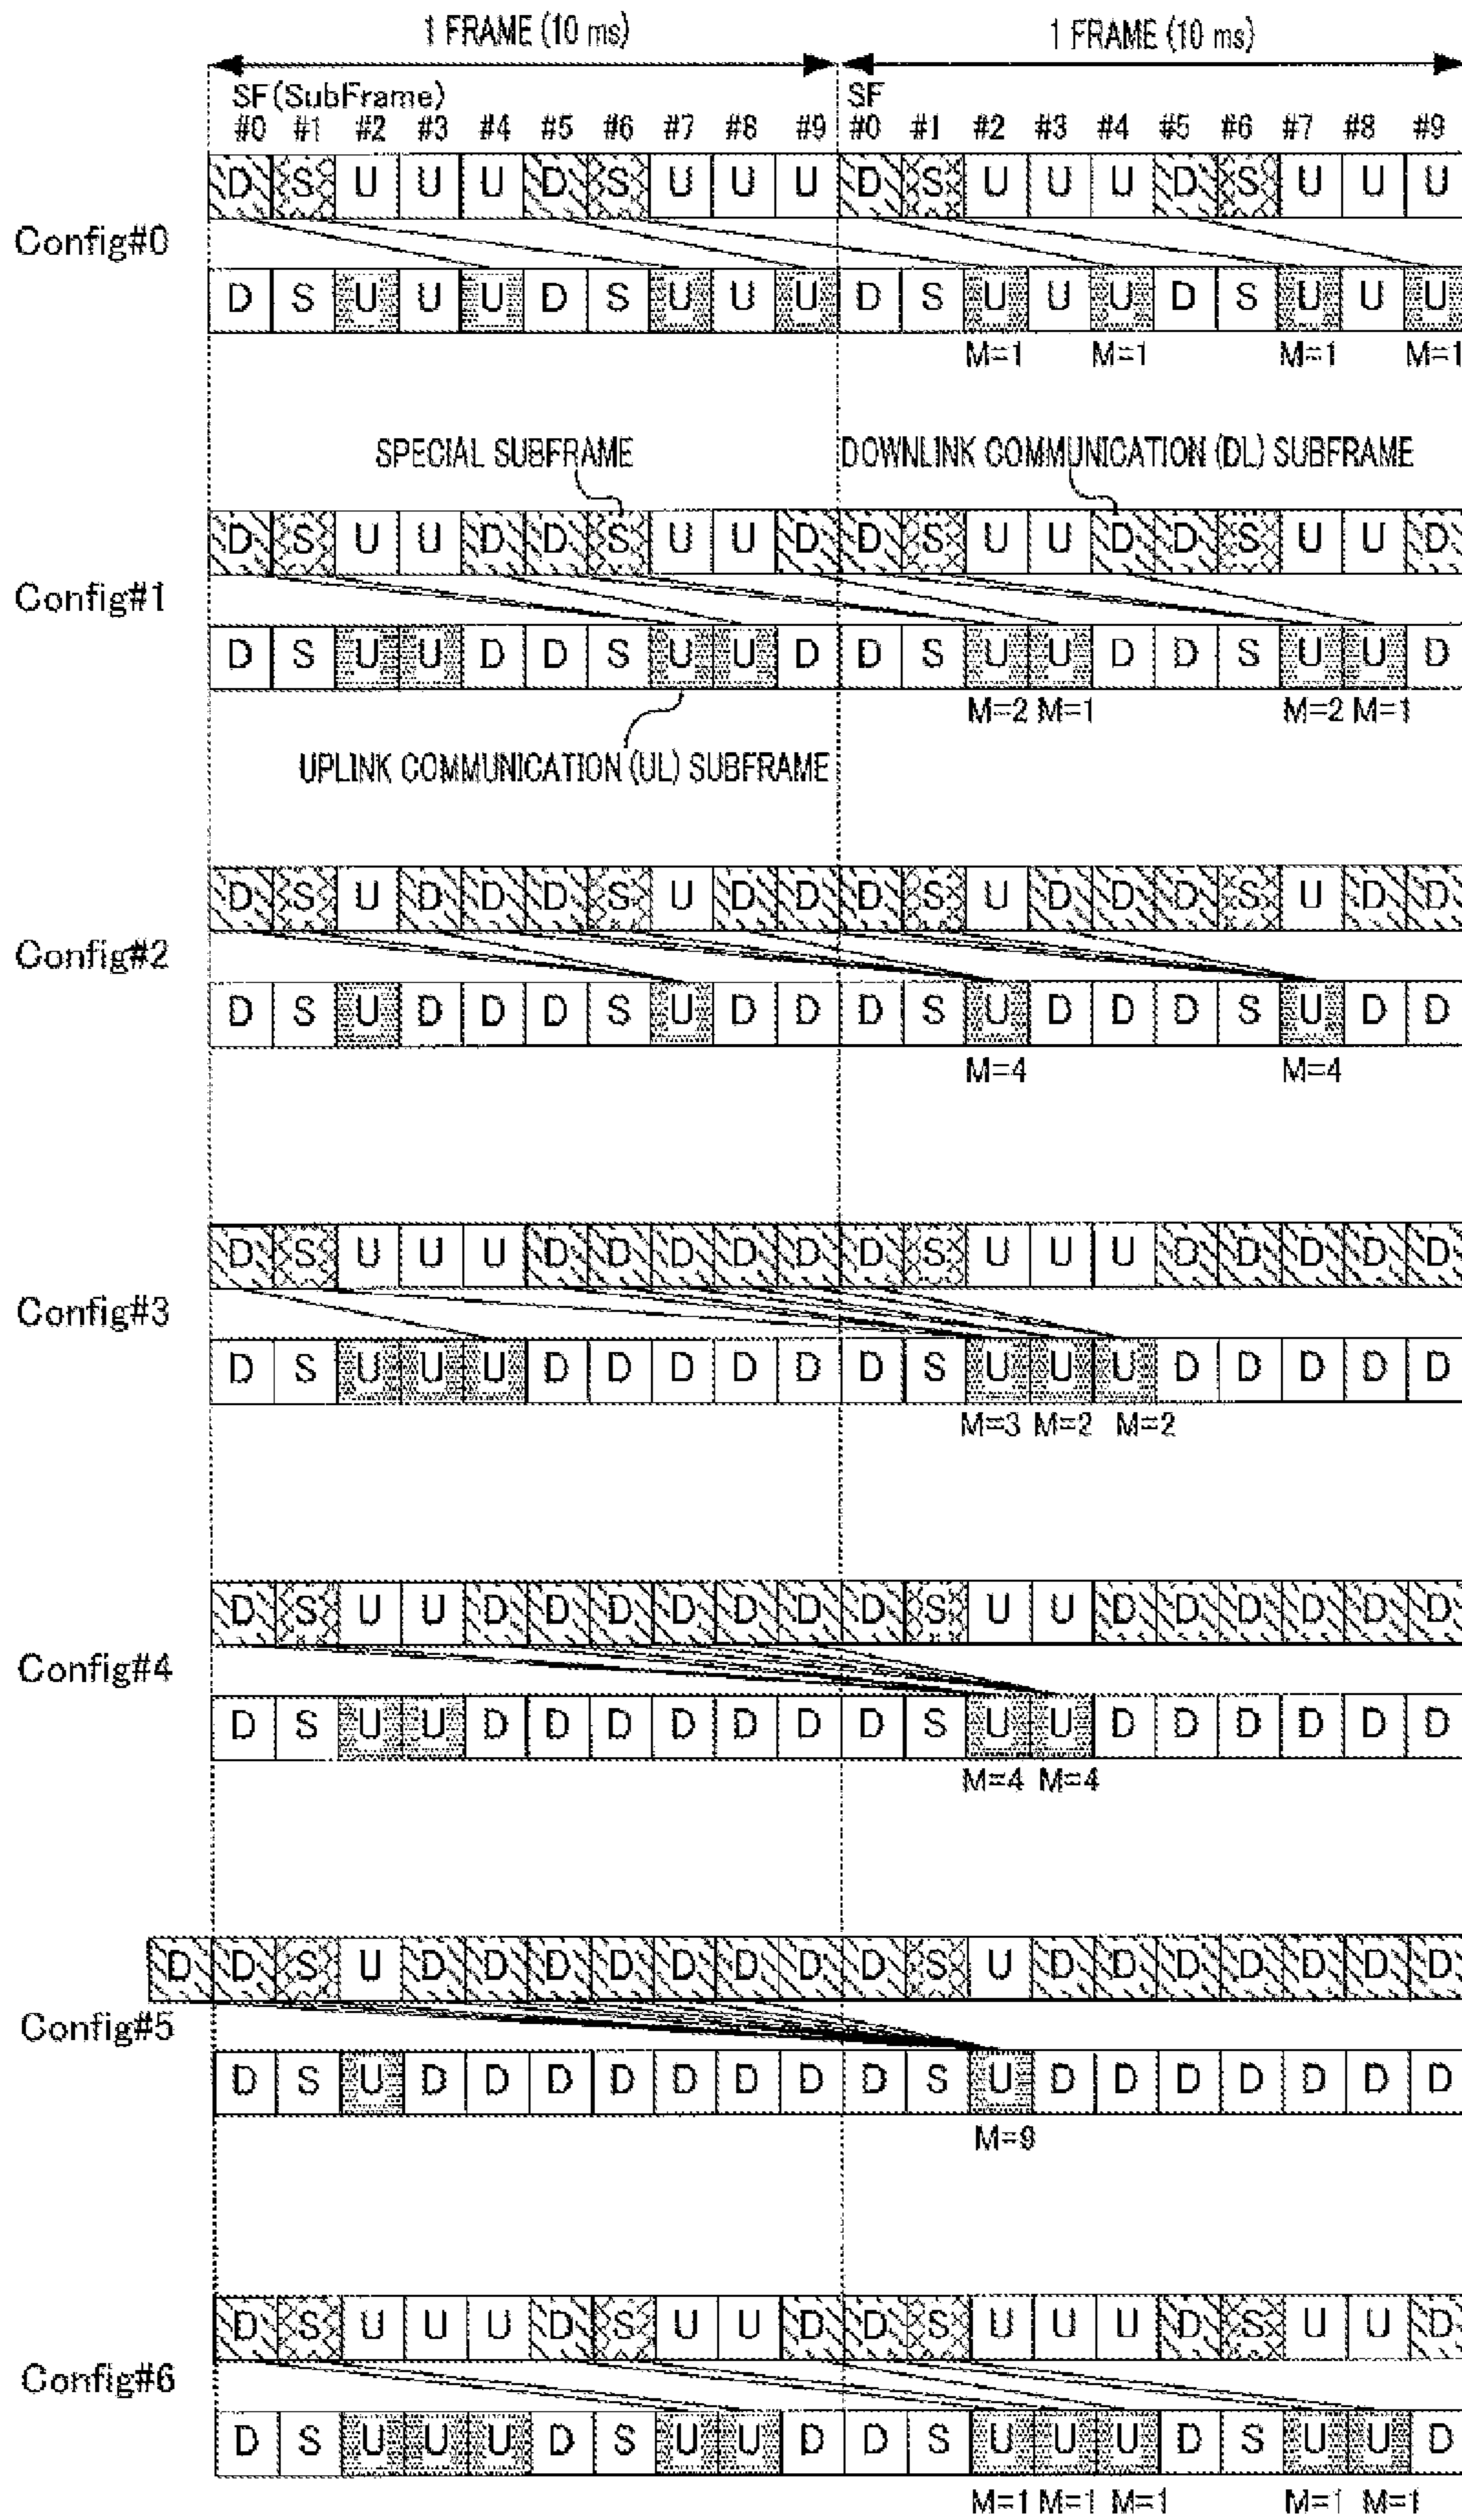 1 FRAME (10 ms) 1 FRAME (10 ms)
SF(SubFrame) SF
#0 #1 #2 #3 #4 #5 #6 #7 #8 #9 #0 #1 #2 #3 #4 #5 #6 #7 #8 #9
D S U U U D S U U U D S U U U D S U U U
Config#0
D S U U U D S U U U D S U U U D S U U U
M=1 M=1 M=1 M=1
SPECIAL SUBFRAME DOWNLINK COMMUNICATION (DL) SUBFRAME
D S U U D D S U U D D S U U D D S U U D
Config#1
D S U U D D S U U D D S U U D D S U U D
M=2 M=1 M=2 M=1
UPLINK COMMUNICATION (UL) SUBFRAME
D S U D D D S U D D D S U D D D S U D D
Config#2
D S U D D D S U D D D S U D D D S U D D
M=4 M=4
D S U U U D D D D D D S U U U D D D D D
Config#3
D S U U U D D D D D D S U U U D D D D D
M=3 M=2 M=2
D S U U D D D D D D D S U U D D D D D D
Config#4
D S U U D D D D D D D S U U D D D D D D
M=4 M=4
D D S U D D D D D D D D S U D D D D D D D
Config#5
D S U D D D D D D D D S U D D D D D D D
M=9
D S U U U D S U U D D S U U U D S U U D
Config#6
D S U U U D S U U D D S U U U D S U U D
M=1 M=1 M=1 M=1 M=1